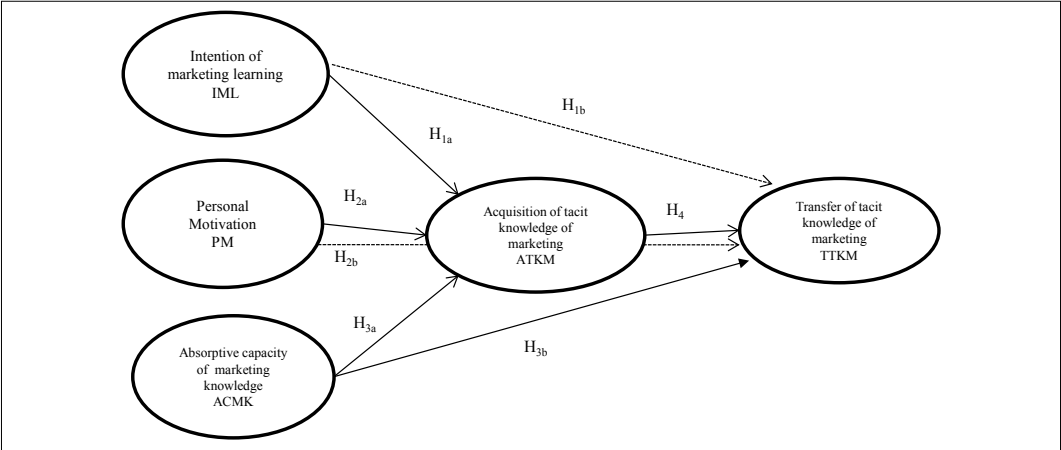 Intention of
marketing learning
IML
H1b
H1a
Personal
Motivation
PM
H2a
H2b
Acquisition of tacit
knowledge of
marketing
ATKM
H4
Transfer of tacit
knowledge of
marketing
TTKM
H3a
H3b
Absorptive capacity
of marketing
knowledge
ACMK